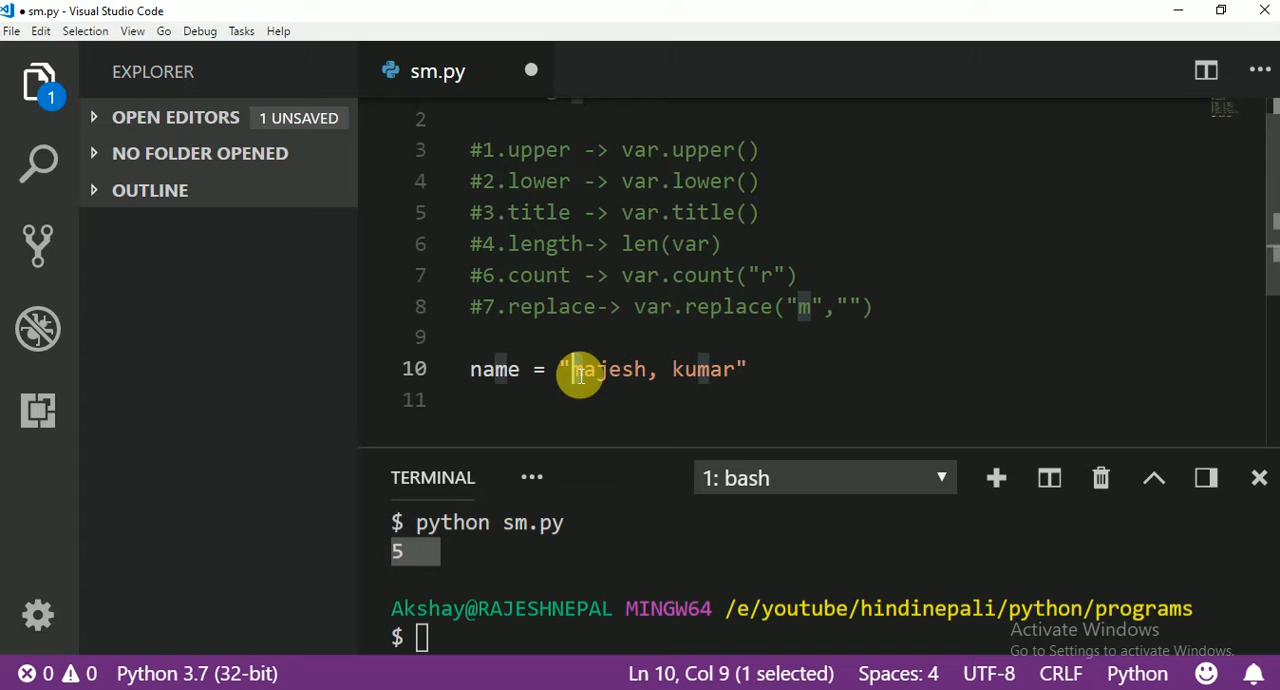 sm.py - Visual Studio Code
File Edit Selection View Go Debug Tasks Help
EXPLORER
sm.py
1
OPEN EDITORS 1 UNSAVED
NO FOLDER OPENED
OUTLINE
2
3 #1.upper -> var.upper()
4 #2.lower -> var.lower()
5 #3.title -> var.title()
6 #4.length-> len(var)
7 #6.count -> var.count("r")
8 #7.replace-> var.replace("m","")
9
10 name = "rajesh, kumar"
11
TERMINAL ... 1: bash
$ python sm.py
5
Akshay@RAJESHNEPAL MINGW64 /e/youtube/hindinepali/python/programs
$
Activate Windows
Go to Settings to activate Windows.
0 0 Python 3.7 (32-bit) Ln 10, Col 9 (1 selected) Spaces: 4 UTF-8 CRLF Python